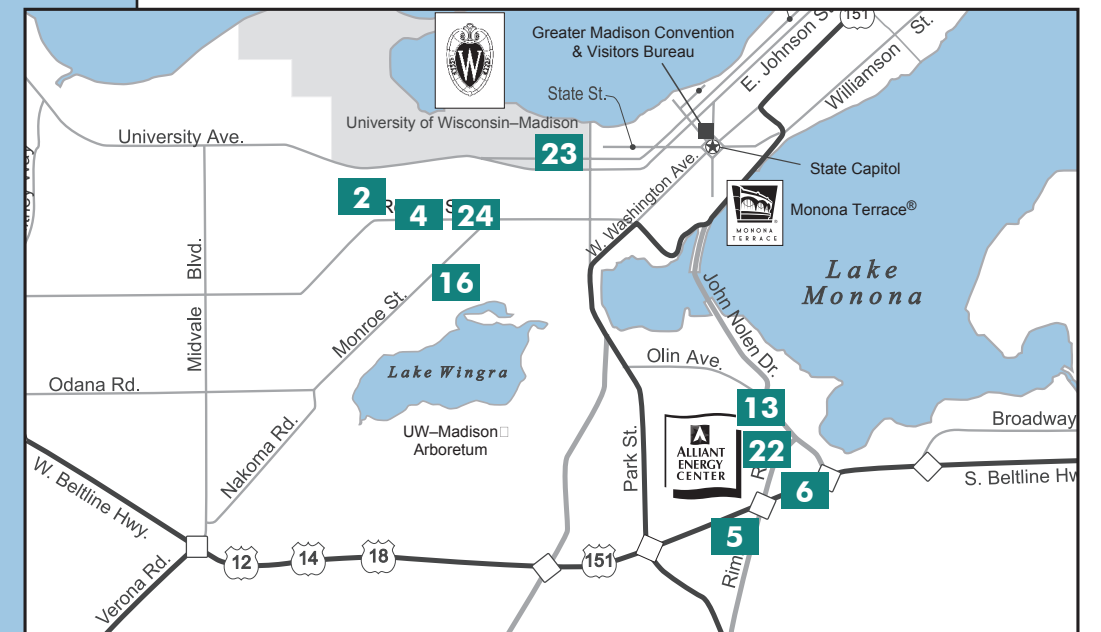 151
St.
E. Johnson St.
Williamson
Greater Madison Convention
& Visitors Bureau
State St.
W
University of Wisconsin–Madison
University Ave.
23
State Capitol
2
4
24
W. Washington Ave.
MONONA
TERRACE
Monona Terrace®
Blvd.
Midvale
16
Monroe St.
Lake
Monona
John Nolen Dr.
Lake Wingra
Olin Ave.
Odana Rd.
13
Broadway
UW–Madison□
Arboretum
Nakoma Rd.
Park St.
ALLIANT
ENERGY
CENTER
22
R
W. Beltline Hwy.
S. Beltline Hw
6
5
Rim
12
14
18
151
Verona Rd.